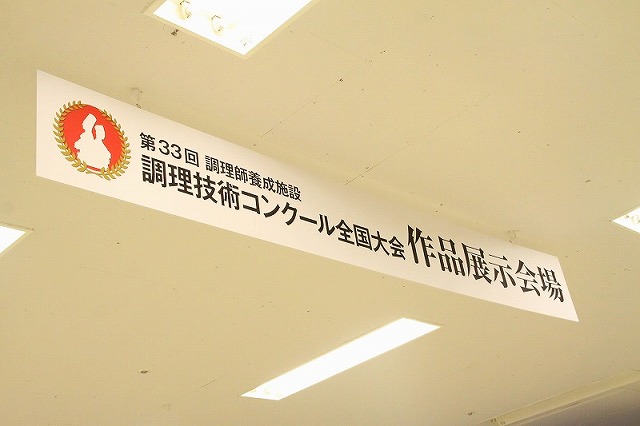 第33回 調理師養成施設
調理技術コンクール全国大会 作品展示会場